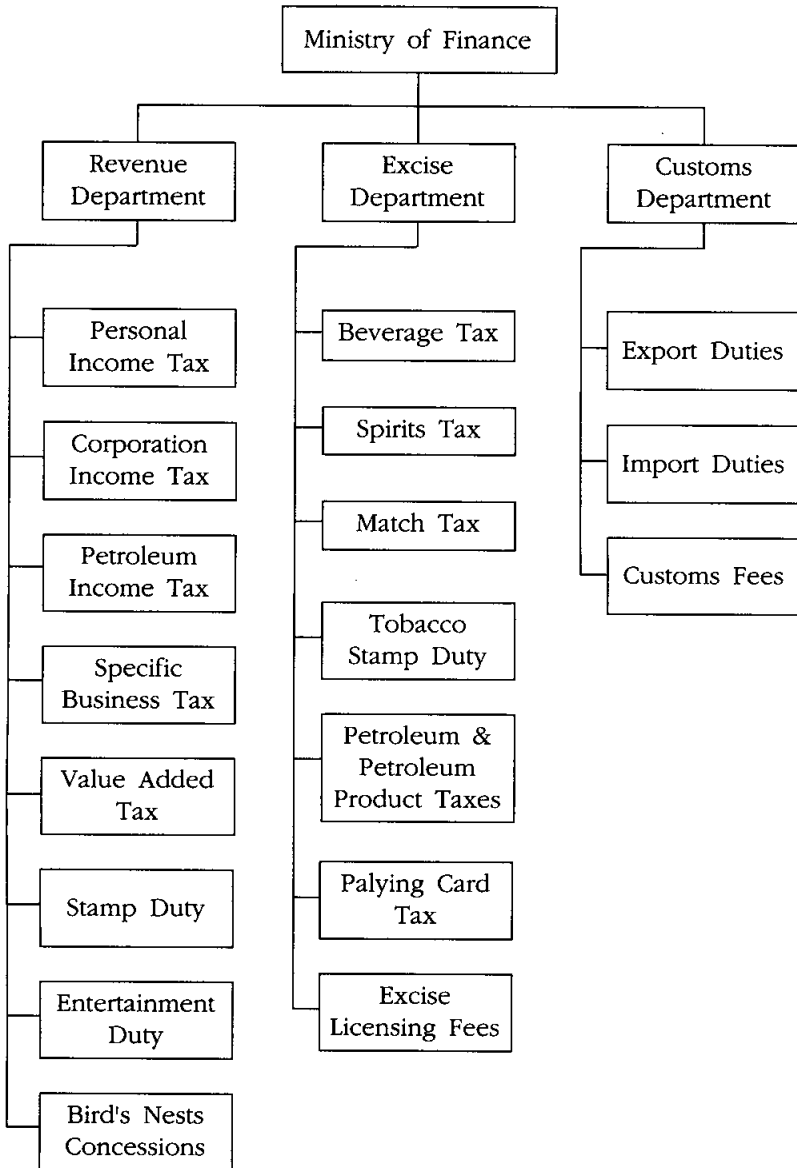 Ministry of Finance
Revenue
Department
Excise
Department
Customs
Department
Personal
Income Tax
Corporation
Income Tax
Petroleum
Income Tax
Specific
Business Tax
Value Added
Tax
Stamp Duty
Entertainment
Duty
Bird's Nests
Concessions
Beverage Tax
Spirits Tax
Match Tax
Tobacco
Stamp Duty
Petroleum &
Petroleum
Product Taxes
Palying Card
Tax
Excise
Licensing Fees
Export Duties
Import Duties
Customs Fees